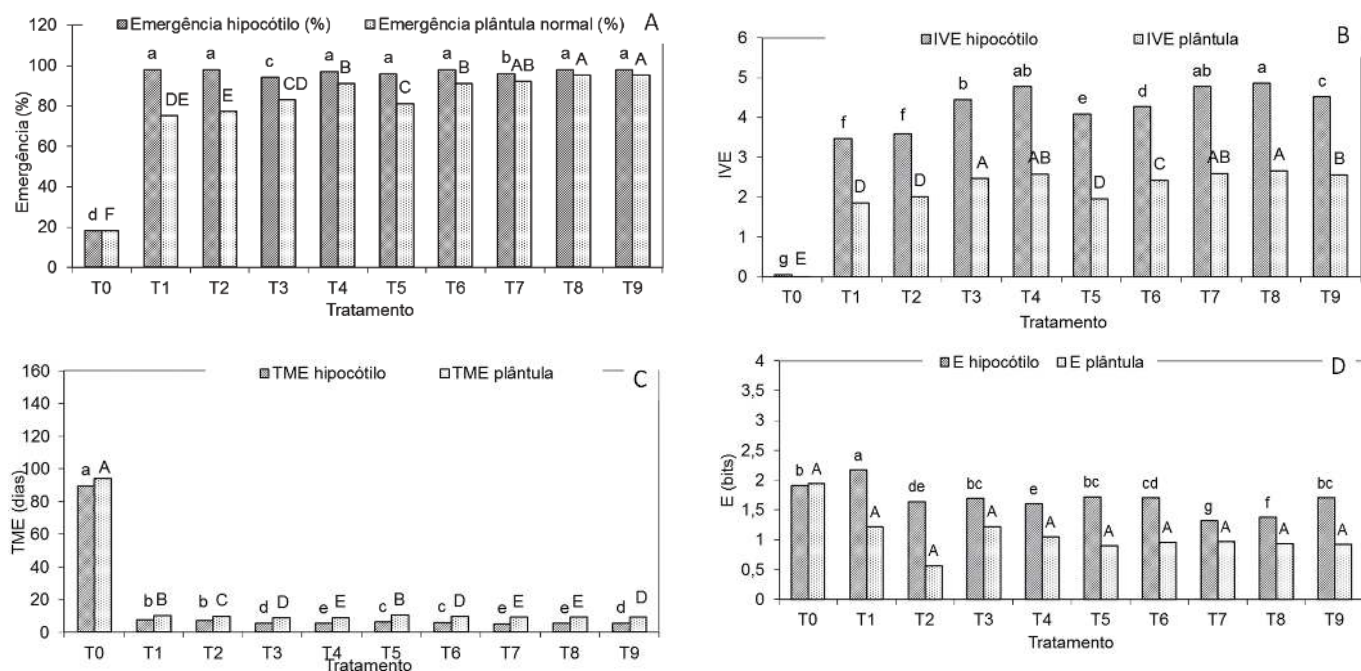 A
Emergência hipocótilo (%) Emergência plântula normal (%)
120
100
80
60
40
20
0
Emergência (%)
d F
a DE
a E
c CD
a B
a C
a B
b AB
a A
a A
T0 T1 T2 T3 T4 T5 T6 T7 T8 T9
Tratamento
B
IVE hipocótilo IVE plântula
6
5
4
3
2
1
0
IVE
g E
f D
f D
b A
ab AB
e D
d C
ab AB
a A
c B
T0 T1 T2 T3 T4 T5 T6 T7 T8 T9
Tratamento
C
TME hipocótilo TME plântula
160
140
120
100
80
60
40
20
0
TME (dias)
a A
b B
b C
d D
e E
c B
c D
e E
e E
d D
T0 T1 T2 T3 T4 T5 T6 T7 T8 T9
Tratamento
D
E hipocótilo E plântula
4
3,5
3
2,5
2
1,5
1
0,5
0
E (bits)
b A
a A
de A
bc A
e A
bc A
cd A
g A
f A
bc A
T0 T1 T2 T3 T4 T5 T6 T7 T8 T9
Tratamento